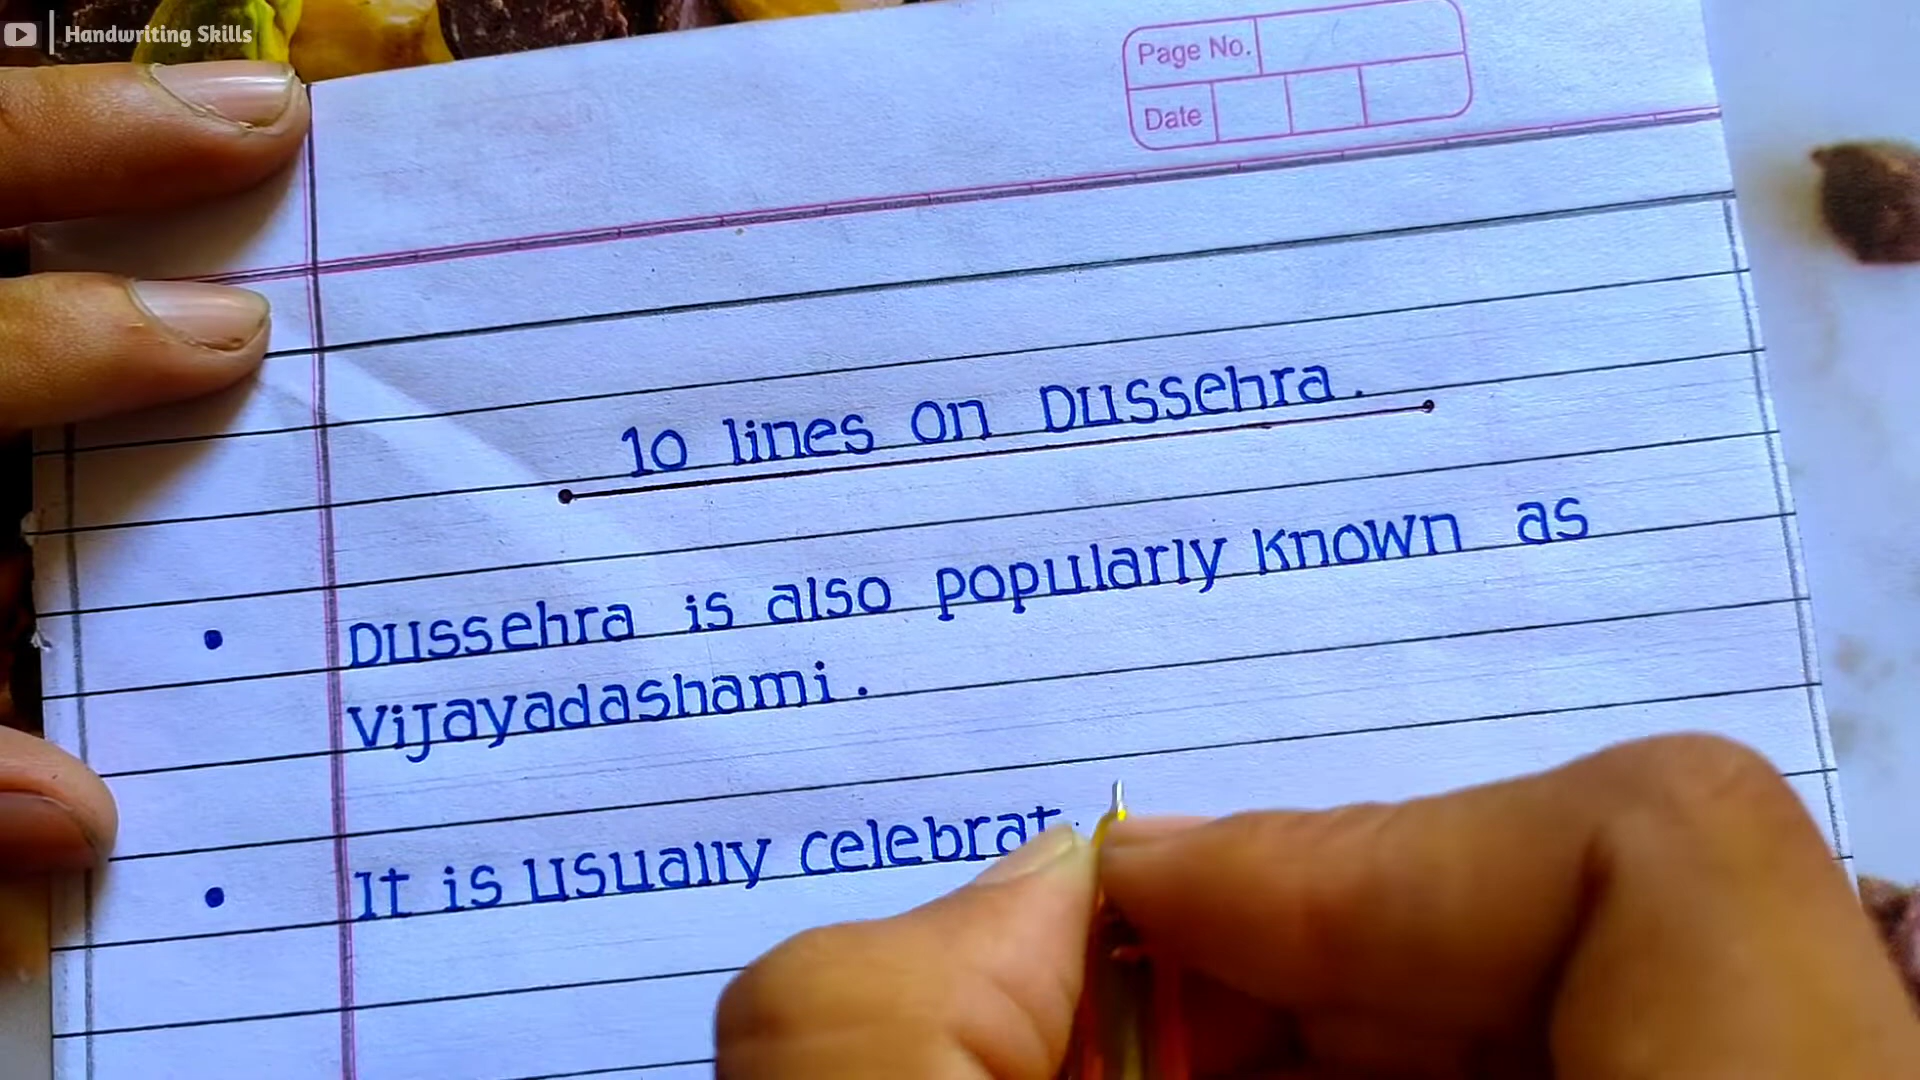 Handwriting Skills
Page No.
Date
10 lines on Dussehra.
• Dussehra is also popularly known as
Vijayadashami.
• It is usually celebrat